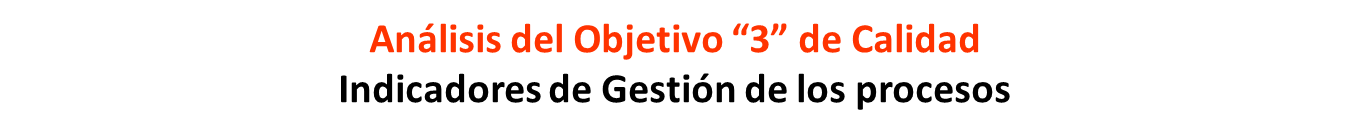 Análisis del Objetivo “3” de Calidad
Indicadores de Gestión de los procesos